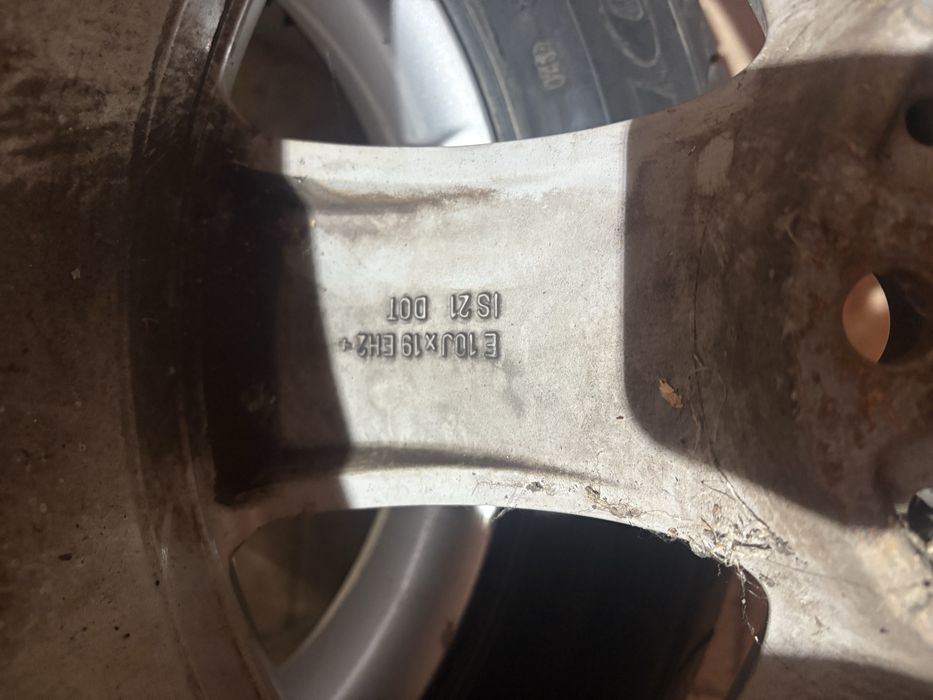 E 10J x 19 EH2+
IS 21 DOT